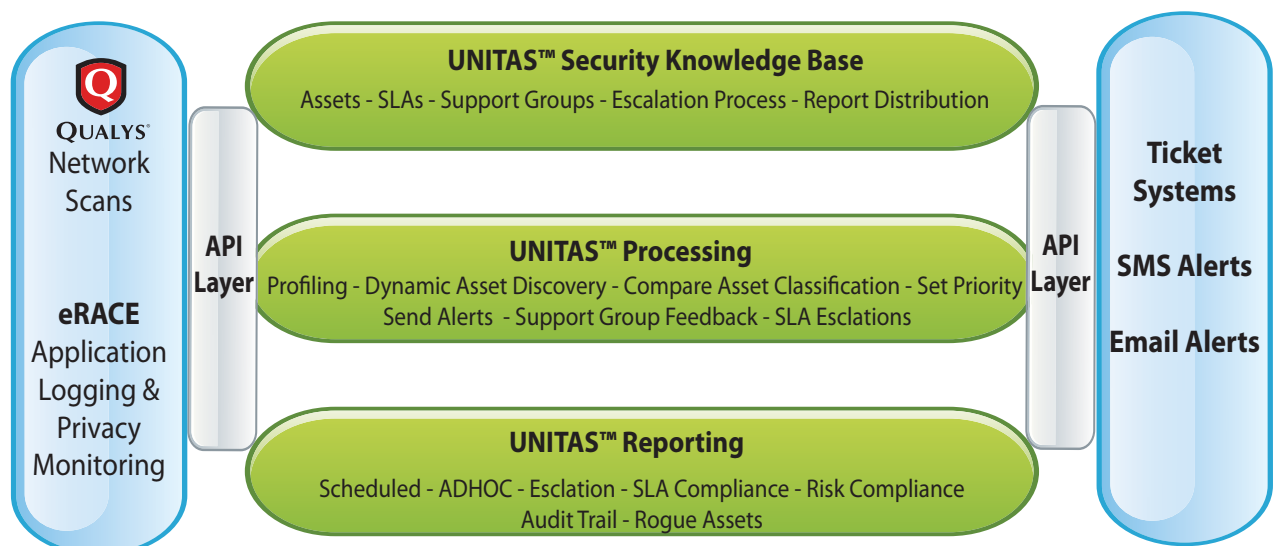 Q
QUALYS®
Network
Scans
eRACE
Application
Logging &
Privacy
Monitoring
API
Layer
UNITAS™ Security Knowledge Base
Assets - SLAs - Support Groups - Escalation Process - Report Distribution
UNITAS™ Processing
Profiling - Dynamic Asset Discovery - Compare Asset Classification - Set Priority
Send Alerts - Support Group Feedback - SLA Esclations
UNITAS™ Reporting
Scheduled - ADHOC - Esclation - SLA Compliance - Risk Compliance
Audit Trail - Rogue Assets
API
Layer
Ticket
Systems
SMS Alerts
Email Alerts